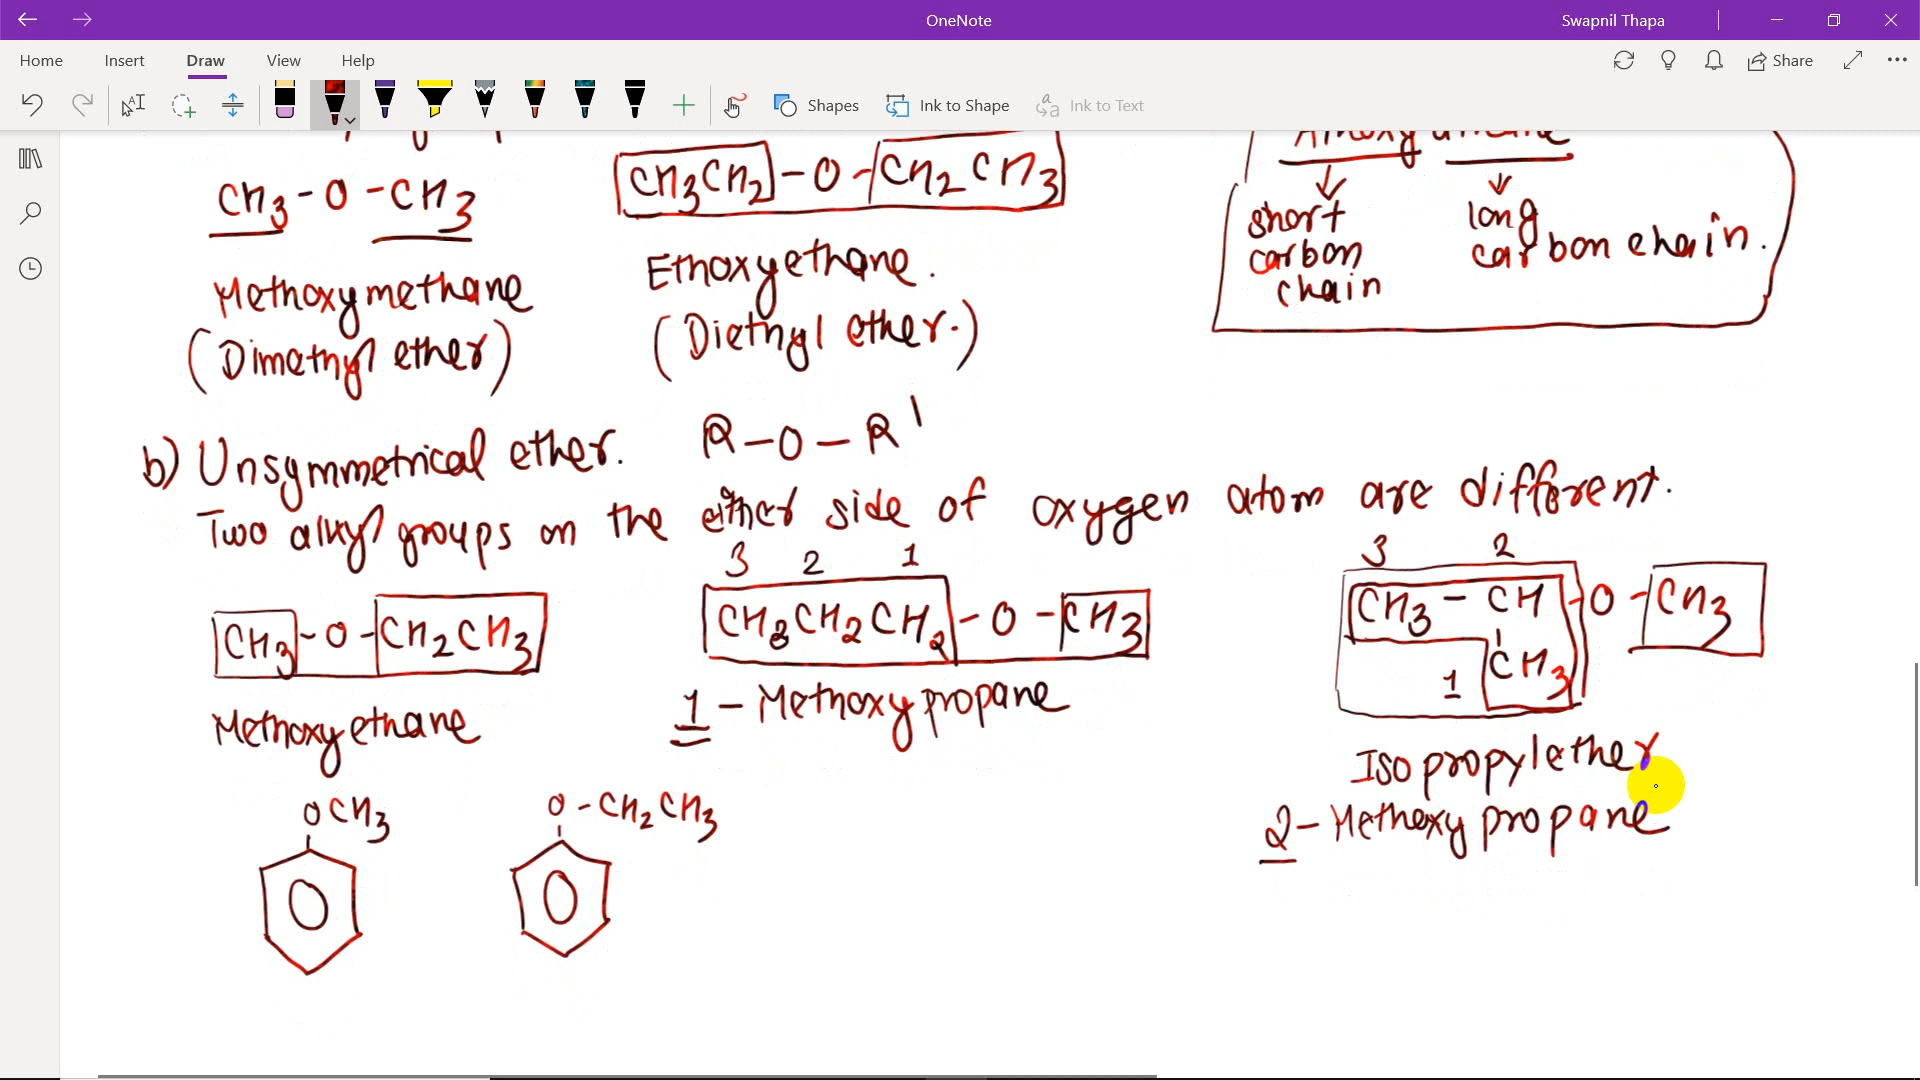 OneNote
Swapnil Thapa
Home Insert Draw View Help
Share
Shapes Ink to Shape Ink to Text
CH3 - O - CH3
Methoxymethane
(Dimethyl ether)
CH3CH2 - O - CH2CH3
Ethoxyethane.
(Diethyl ether.)
Alkoxy alkane
short carbon chain
long carbon chain.
b) Unsymmetrical ether. R - O - R'
Two alkyl groups on the either side of oxygen atom are different.
CH3 - O - CH2CH3
Methoxyethane
3 2 1
CH3CH2CH2 - O - CH3
1 - Methoxypropane
3 2
CH3 - CH - O - CH3
1 CH3
Isopropylether
2 - Methoxypropane
OCH3
O - CH2CH3